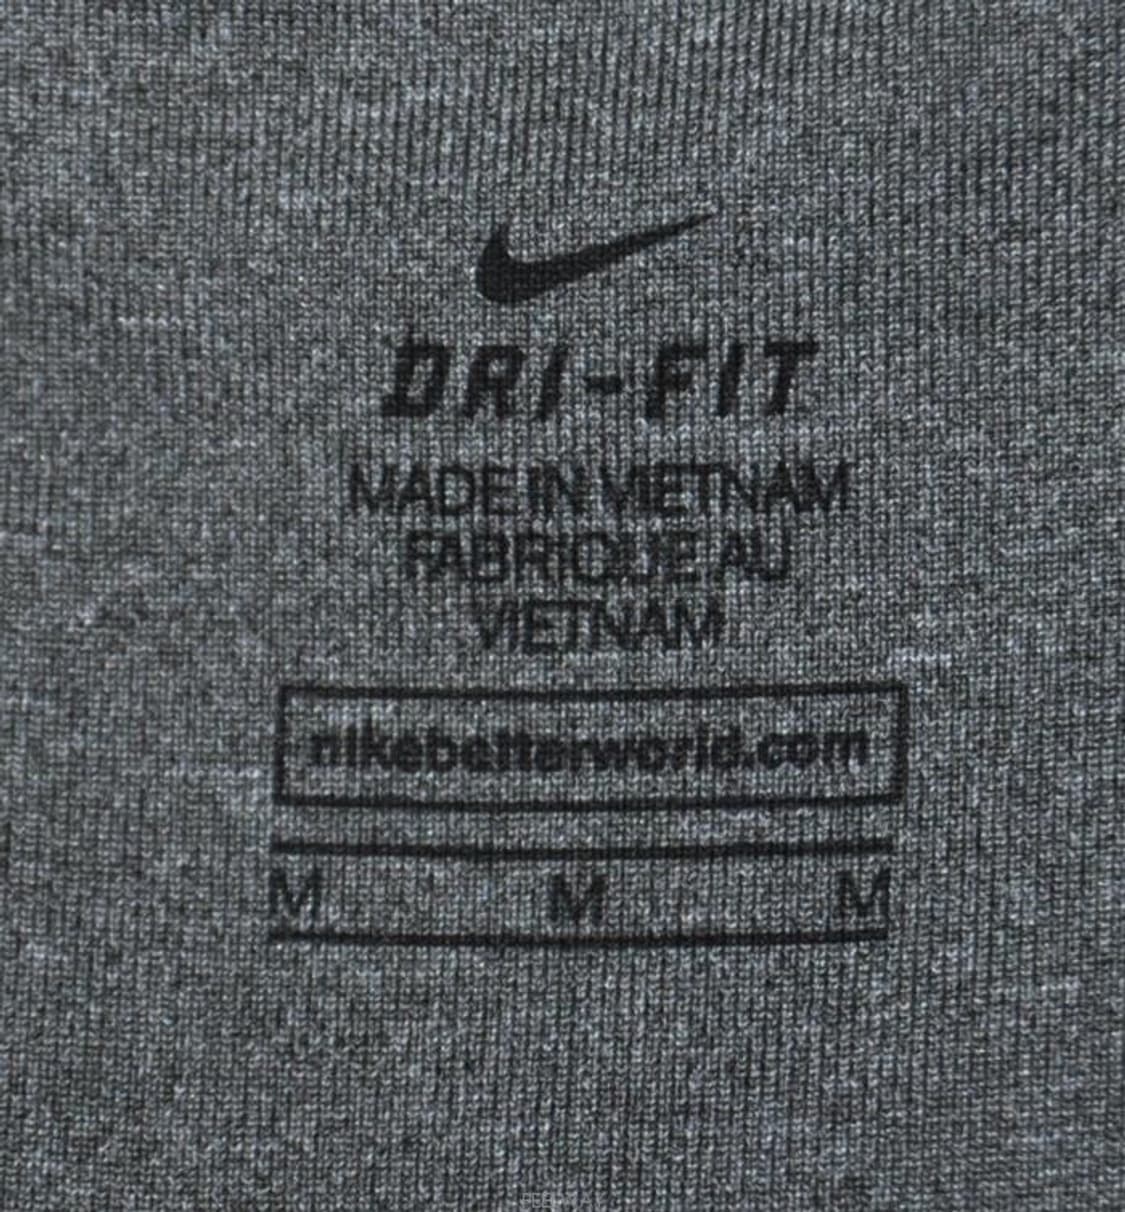 DRI-FIT
MADE IN VIETNAM
FABRIQUE AU
VIETNAM
nikebetterworld.com
M M M